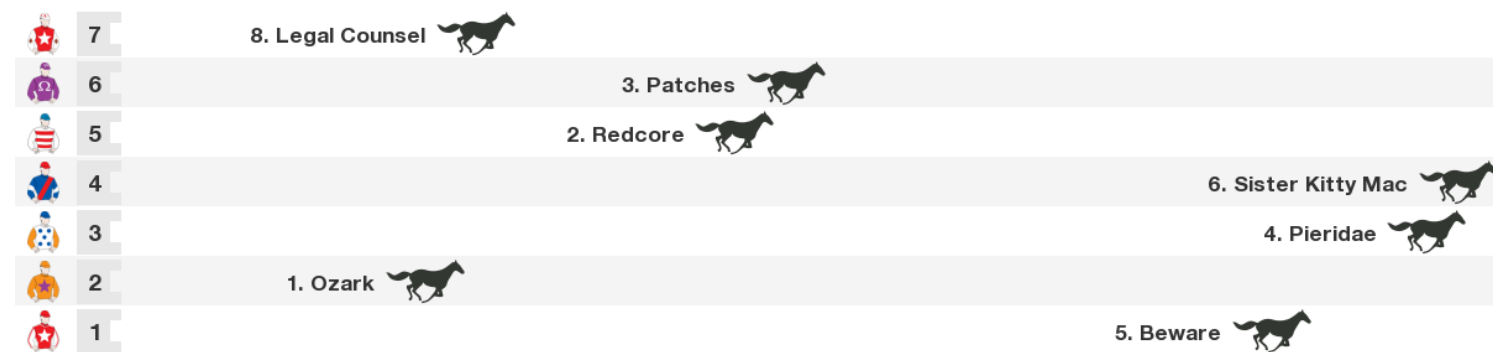 7 8. Legal Counsel
Ω 6 3. Patches
5 2. Redcore
4 6. Sister Kitty Mac
3 4. Pieridae
2 1. Ozark
1 5. Beware